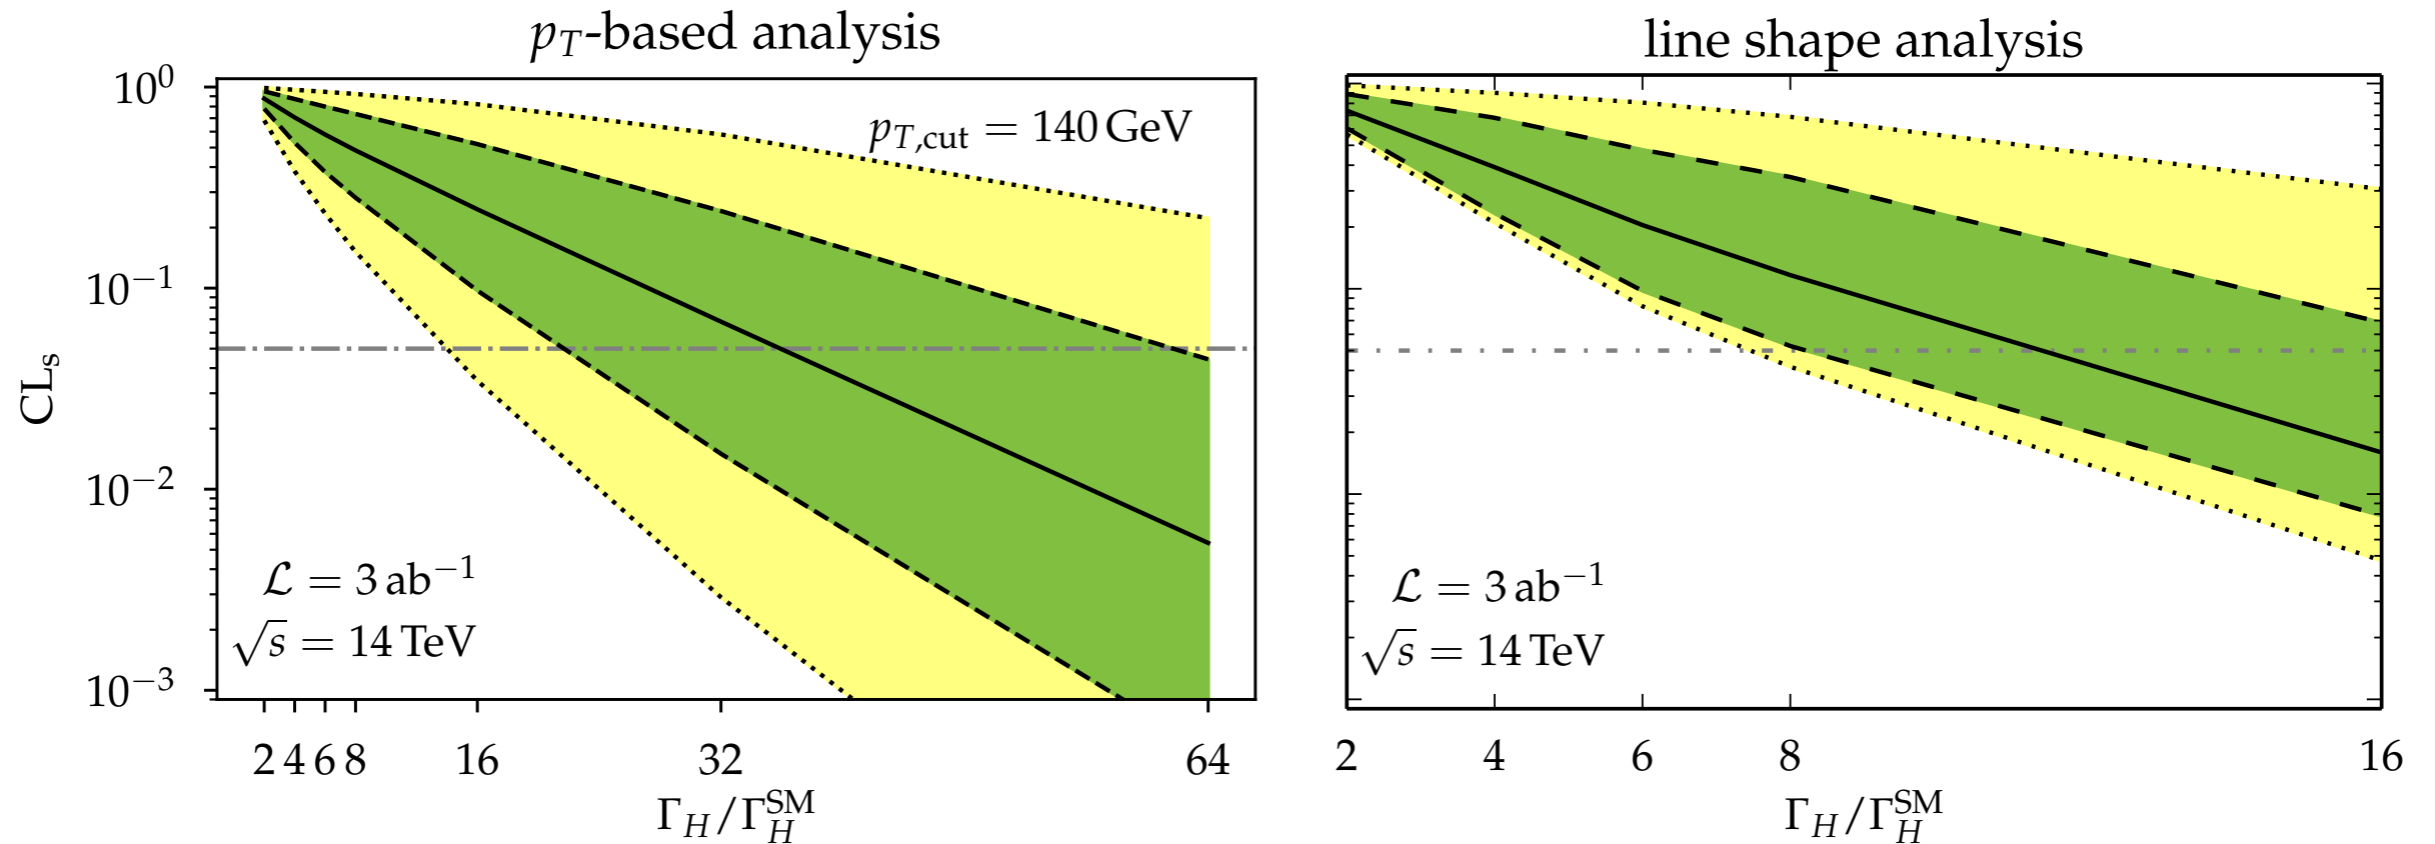 p_T-based analysis
10^0
10^−1
10^−2
10^−3
CL_s
p_{T,cut} = 140 GeV
ℒ = 3 ab^−1
√s = 14 TeV
2 4 6 8 16 32 64
Γ_H/Γ_H^SM
line shape analysis
ℒ = 3 ab^−1
√s = 14 TeV
2 4 6 8 16
Γ_H/Γ_H^SM